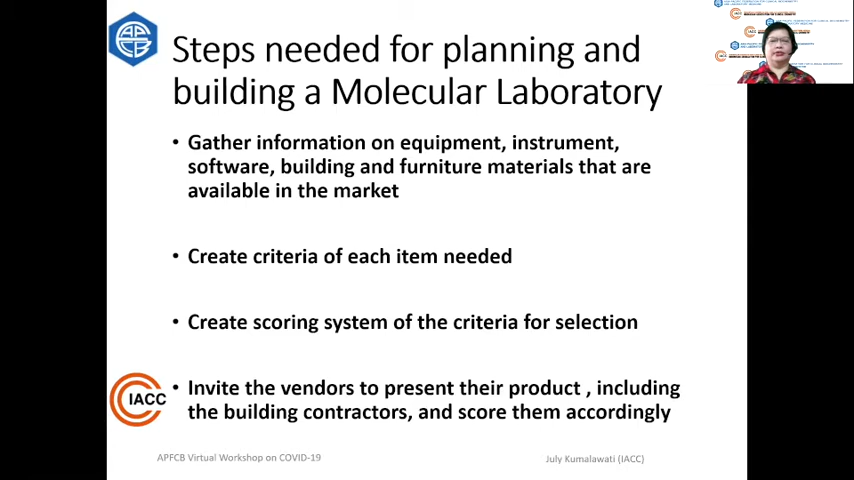 APFCB
Steps needed for planning and
building a Molecular Laboratory
• Gather information on equipment, instrument,
software, building and furniture materials that are
available in the market
• Create criteria of each item needed
• Create scoring system of the criteria for selection
IACC
• Invite the vendors to present their product , including
the building contractors, and score them accordingly
APFCB Virtual Workshop on COVID-19
July Kumalawati (IACC)